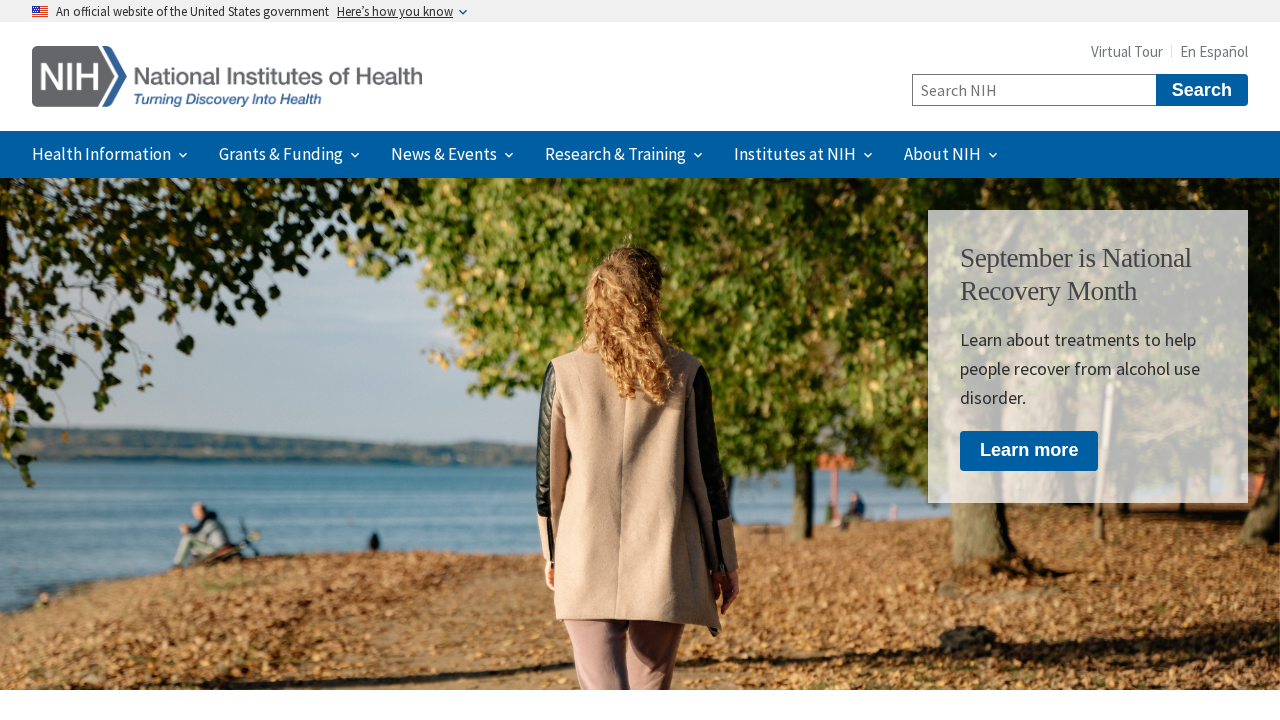 An official website of the United States government Here's how you know
Virtual Tour
En Español
NIH National Institutes of Health
Turning Discovery Into Health
Search NIH
Search
Health Information
Grants & Funding
News & Events
Research & Training
Institutes at NIH
About NIH
September is National
Recovery Month
Learn about treatments to help
people recover from alcohol use
disorder.
Learn more